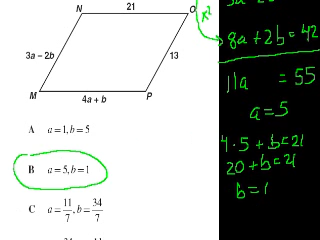 N 21 O
3a − 2b
13
M 4a + b P
A a = 1, b = 5
B a = 5, b = 1
C a = 11/7, b = 34/7
x2
8a + 2b = 42
11a = 55
a = 5
4·5 + b = 21
20 + b = 21
b = 1